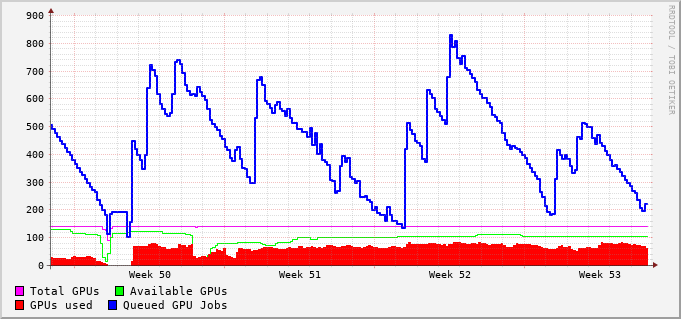 900
800
700
600
500
400
300
200
100
0
Week 50 Week 51 Week 52 Week 53
Total GPUs Available GPUs
GPUs used Queued GPU Jobs
RRDTOOL / TOBI OETIKER